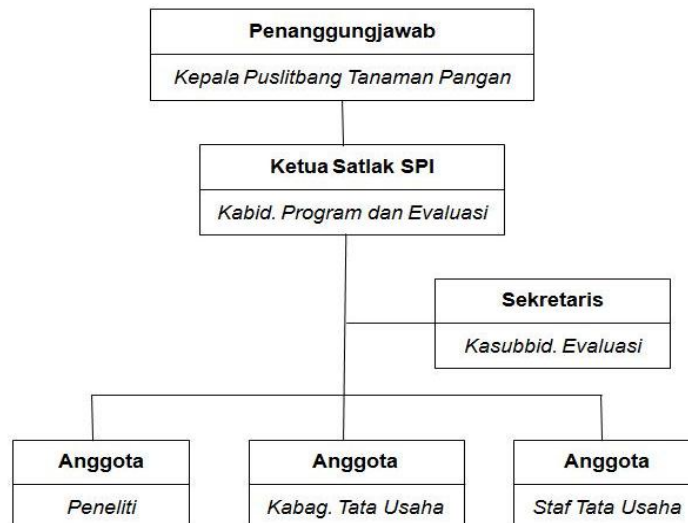 Penanggungjawab
Kepala Puslitbang Tanaman Pangan
Ketua Satlak SPI
Kabid. Program dan Evaluasi
Sekretaris
Kasubbid. Evaluasi
Anggota
Peneliti
Anggota
Kabag. Tata Usaha
Anggota
Staf Tata Usaha